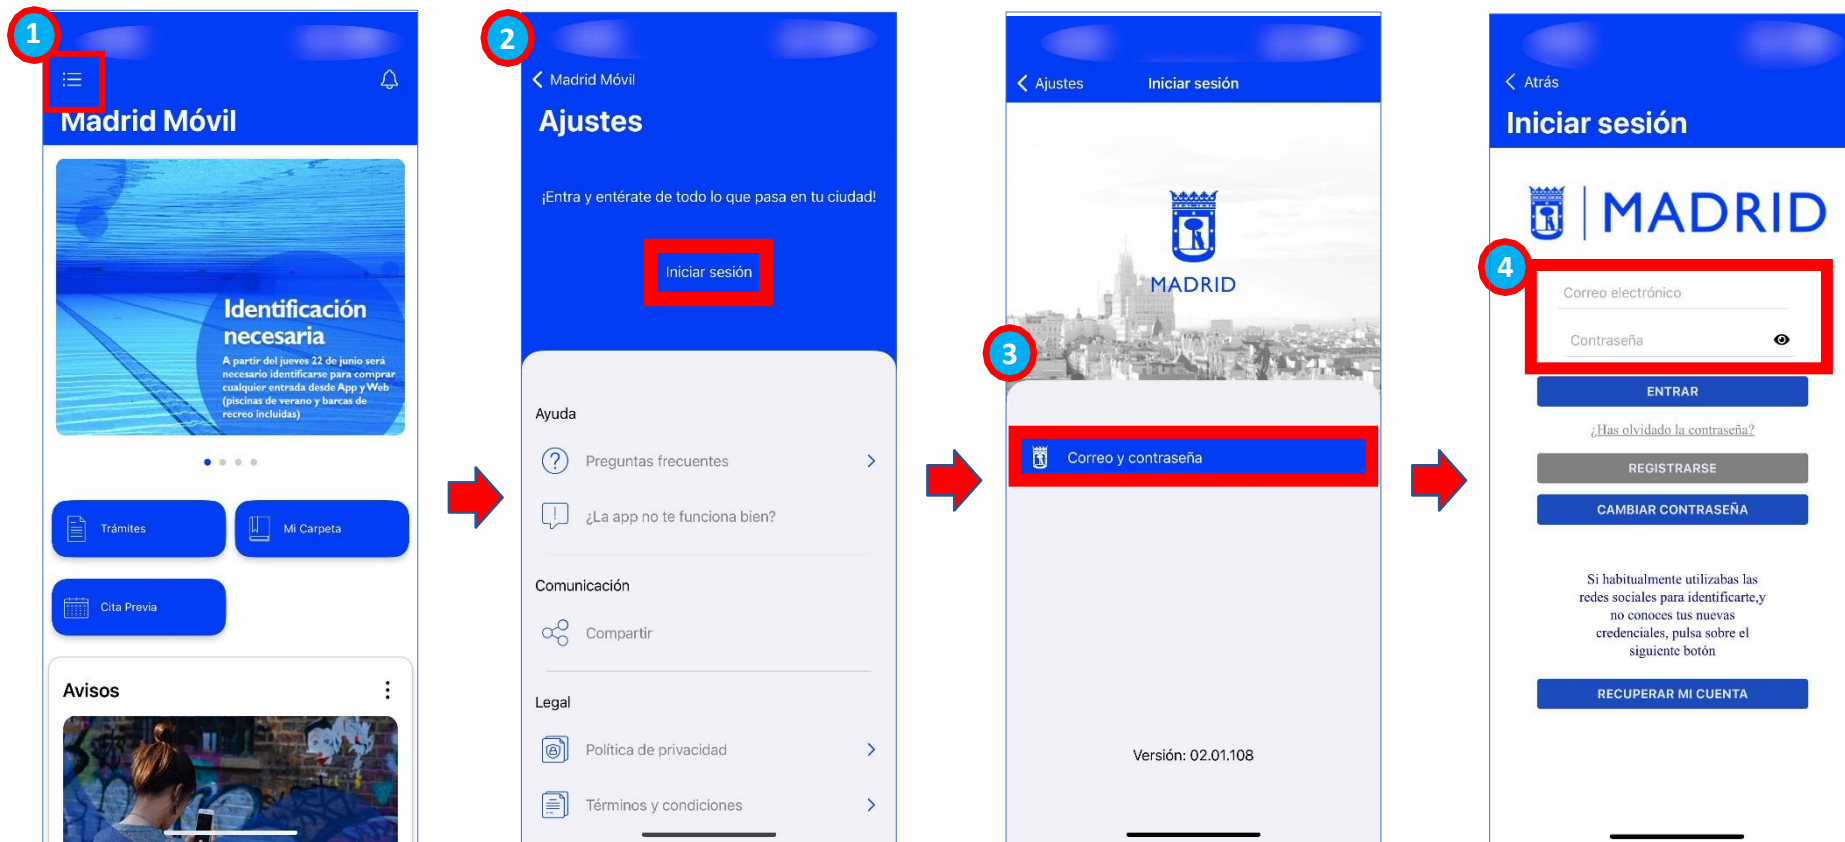 1
Madrid Móvil
Identificación
necesaria
A partir del jueves 22 de junio será
necesario identificarse para comprar
cualquier entrada desde App y Web
(piscinas de verano y barcas de
recreo incluidas)
Trámites
Mi Carpeta
Cita Previa
Avisos
2
Madrid Móvil
Ajustes
¡Entra y entérate de todo lo que pasa en tu ciudad!
Iniciar sesión
Ayuda
Preguntas frecuentes
¿La app no te funciona bien?
Comunicación
Compartir
Legal
Política de privacidad
Términos y condiciones
Ajustes
Iniciar sesión
MADRID
3
Correo y contraseña
Versión: 02.01.108
Atrás
Iniciar sesión
MADRID
4
Correo electrónico
Contraseña
ENTRAR
¿Has olvidado la contraseña?
REGISTRARSE
CAMBIAR CONTRASEÑA
Si habitualmente utilizabas las
redes sociales para identificarte,y
no conoces tus nuevas
credenciales, pulsa sobre el
siguiente botón
RECUPERAR MI CUENTA